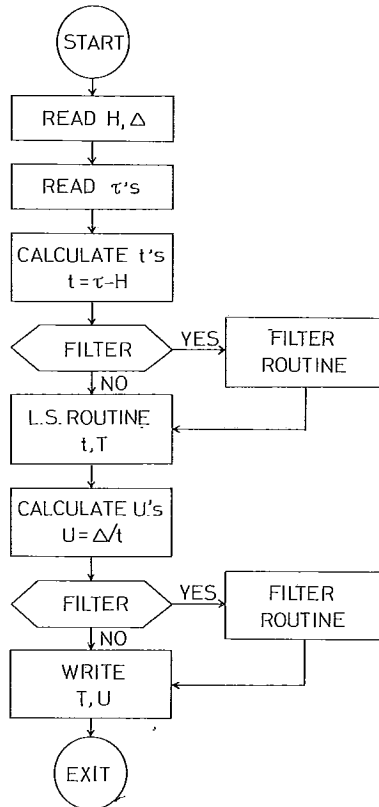 START
READ H, Δ
READ τ's
CALCULATE t's
t = τ-H
FILTER
YES
FILTER
ROUTINE
NO
L.S. ROUTINE
t, T
CALCULATE U's
U = Δ/t
FILTER
YES
FILTER
ROUTINE
NO
WRITE
T, U
EXIT